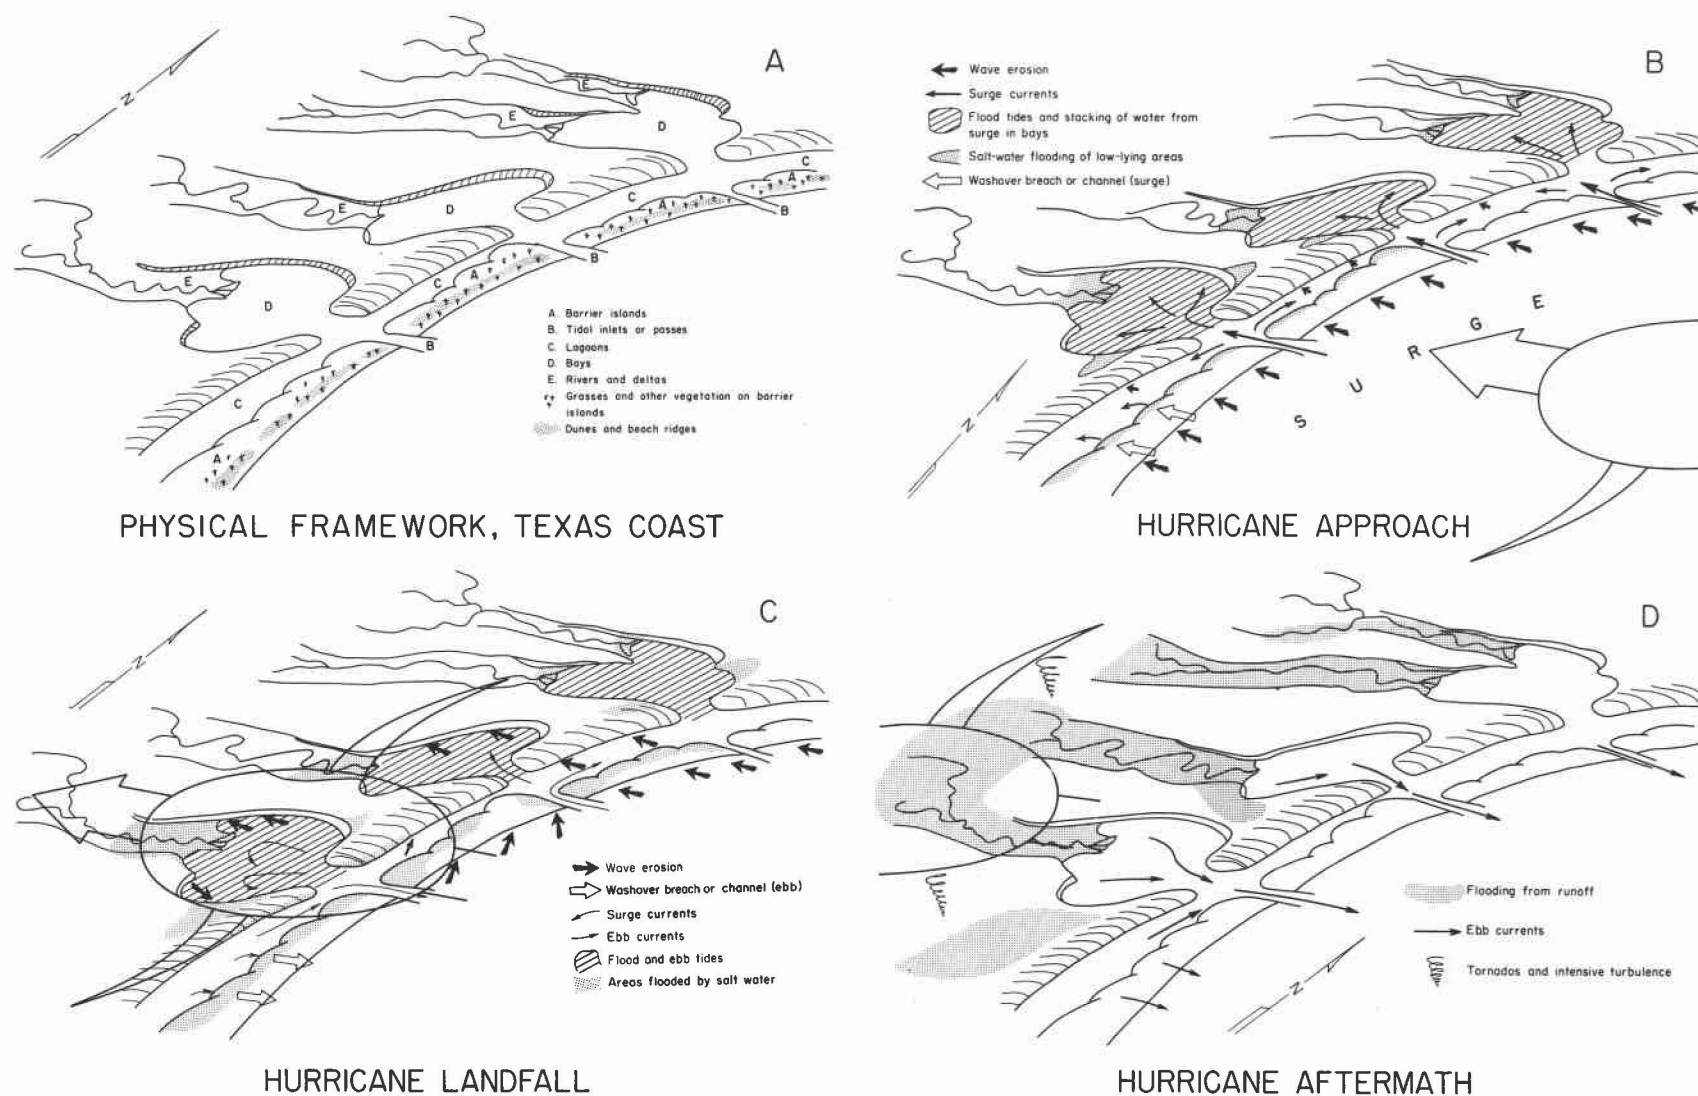 A
N
E
E
D
C
A
E
D
C
A
B
B
E
C
A
D
B
C
A
A. Barrier islands
B. Tidal inlets or passes
C. Lagoons
D. Bays
E. Rivers and deltas
Grasses and other vegetation on barrier
islands
Dunes and beach ridges
PHYSICAL FRAMEWORK, TEXAS COAST
B
Wave erosion
Surge currents
Flood tides and stacking of water from
surge in bays
Salt-water flooding of low-lying areas
Washover breach or channel (surge)
N
S U R G E
HURRICANE APPROACH
C
N
Wave erosion
Washover breach or channel (ebb)
Surge currents
Ebb currents
Flood and ebb tides
Areas flooded by salt water
HURRICANE LANDFALL
D
Flooding from runoff
Ebb currents
Tornados and intensive turbulence
N
HURRICANE AFTERMATH